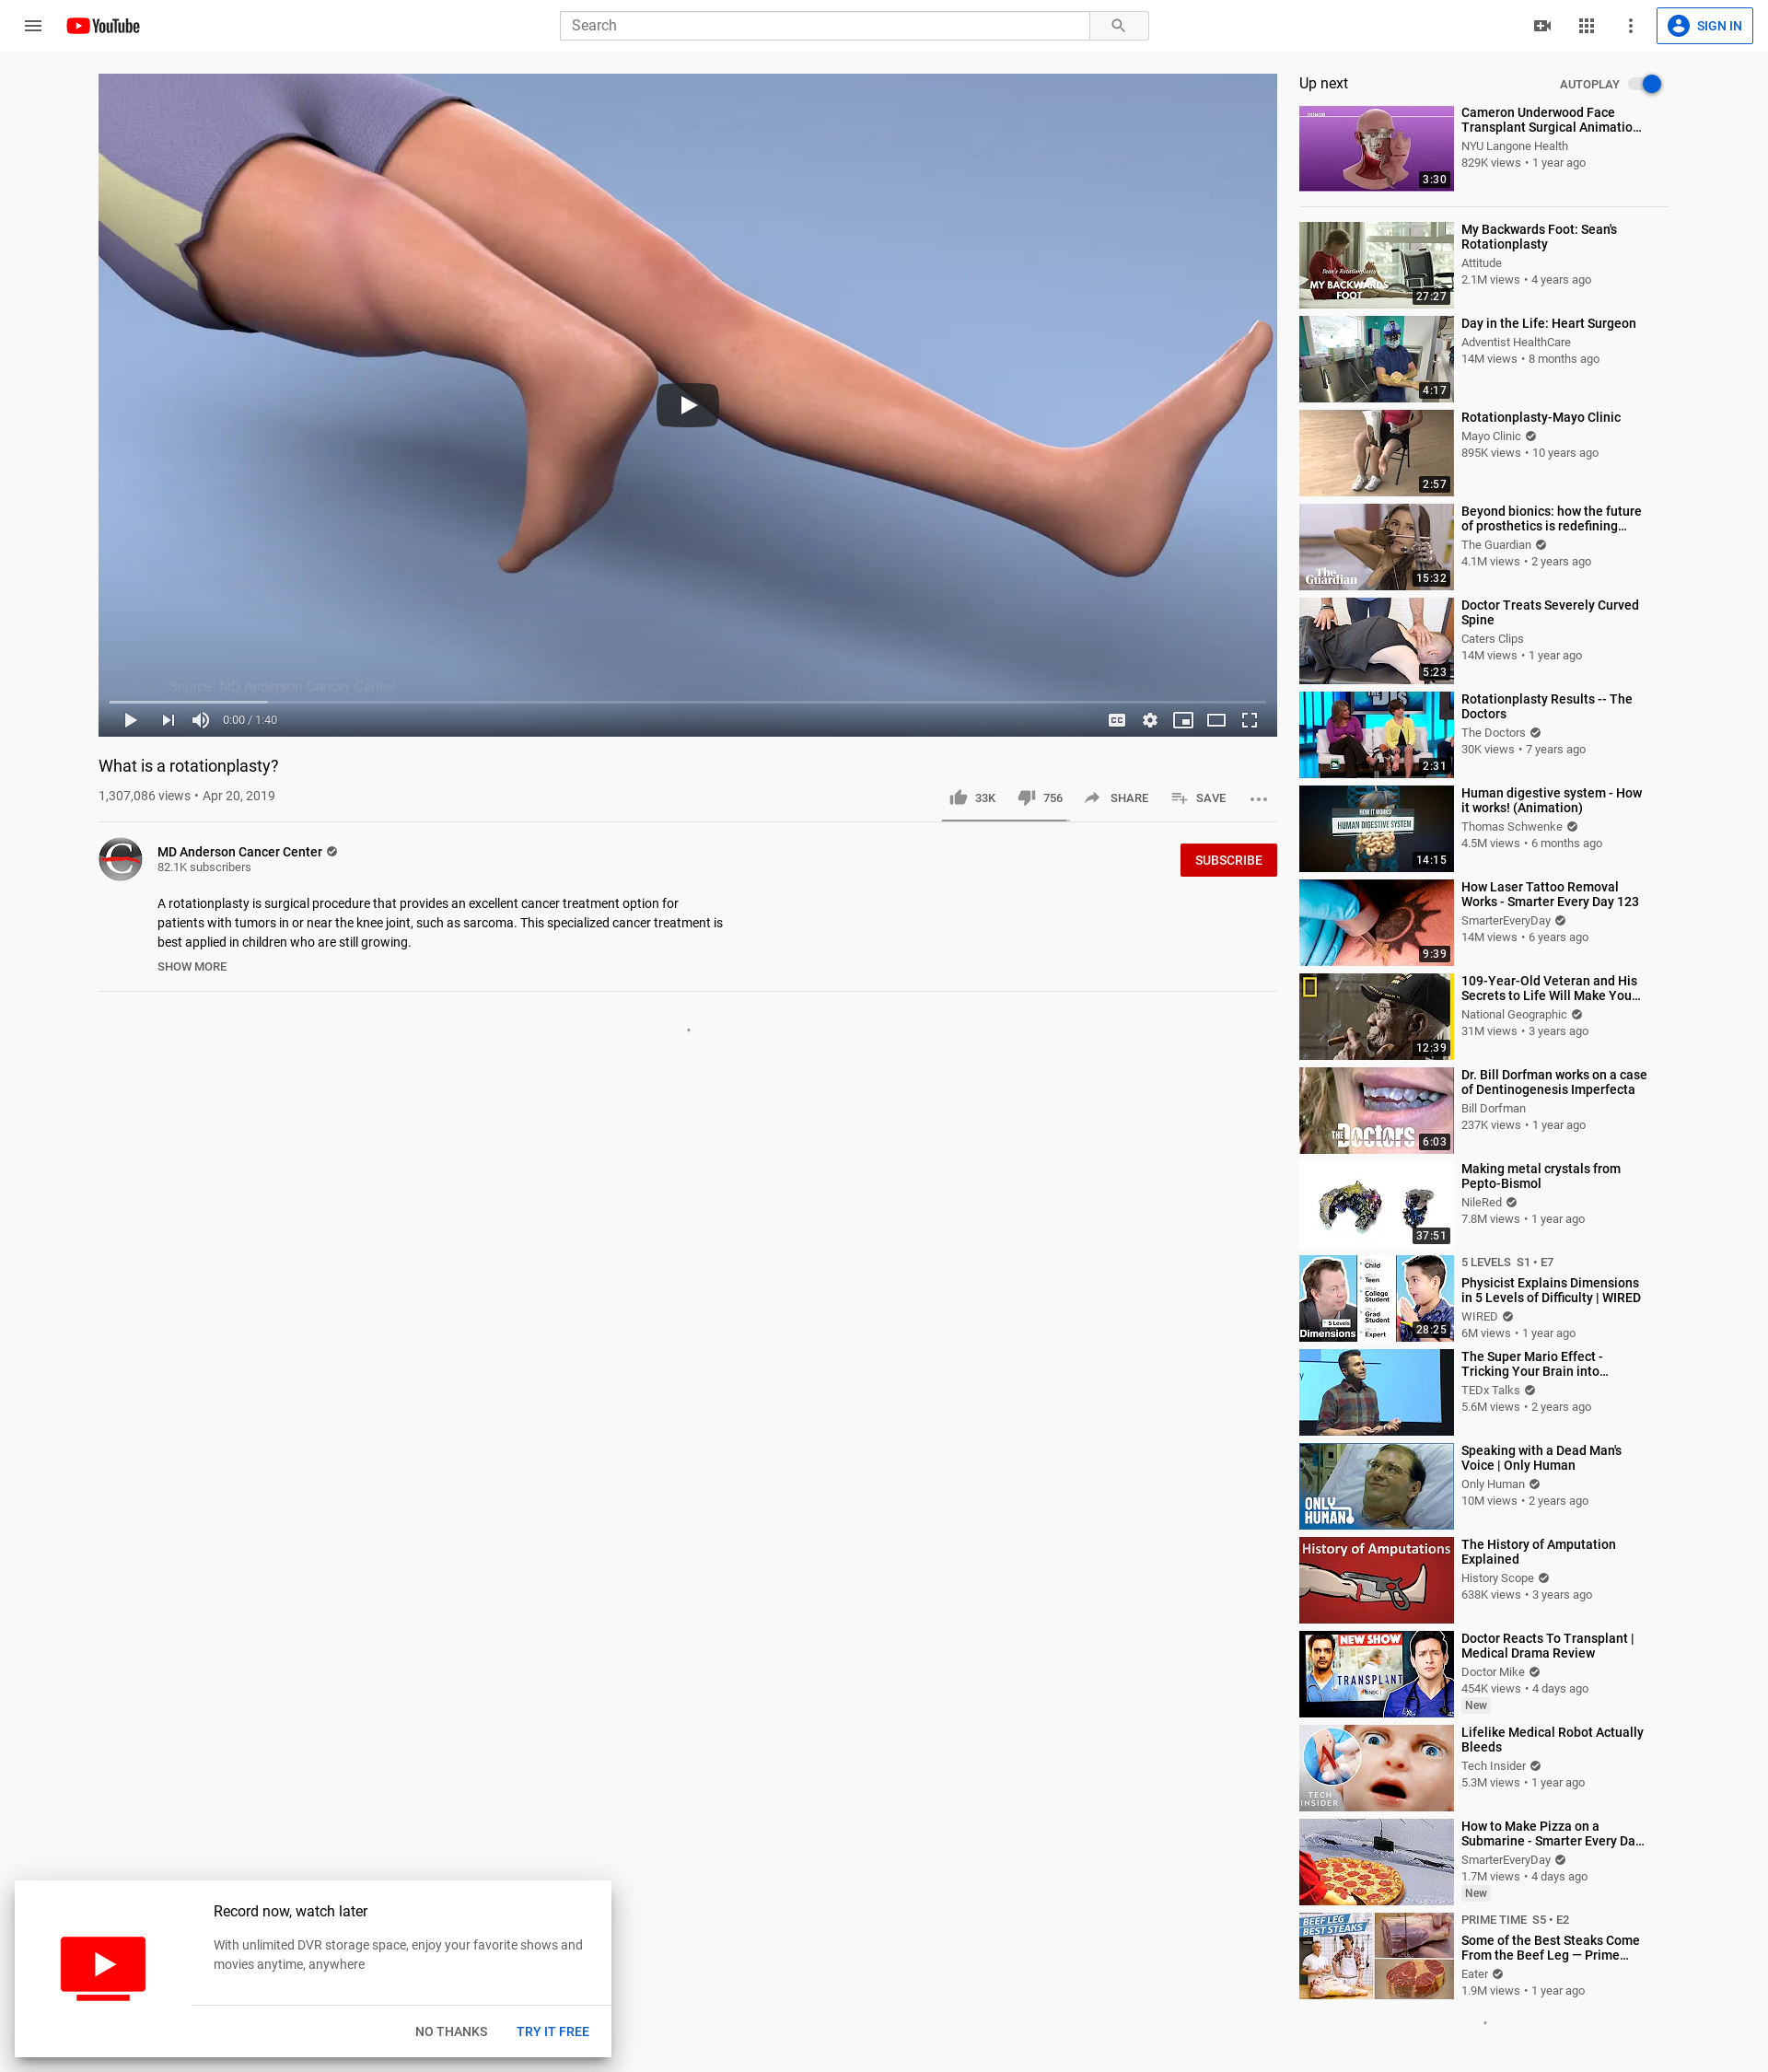 YouTube
Search
SIGN IN
Source: MD Anderson Cancer Center
0:00 / 1:40
CC
What is a rotationplasty?
1,307,086 views • Apr 20, 2019
33K
756
SHARE
SAVE
MD Anderson Cancer Center
82.1K subscribers
SUBSCRIBE
A rotationplasty is surgical procedure that provides an excellent cancer treatment option for
patients with tumors in or near the knee joint, such as sarcoma. This specialized cancer treatment is
best applied in children who are still growing.
SHOW MORE
Up next
AUTOPLAY
DONOR
3:30
Cameron Underwood Face
Transplant Surgical Animatio...
NYU Langone Health
829K views • 1 year ago
Sean's Rotationplasty
MY BACKWARDS
FOOT
27:27
My Backwards Foot: Sean's
Rotationplasty
Attitude
2.1M views • 4 years ago
4:17
Day in the Life: Heart Surgeon
Adventist HealthCare
14M views • 8 months ago
2:57
Rotationplasty-Mayo Clinic
Mayo Clinic
895K views • 10 years ago
The
Guardian
15:32
Beyond bionics: how the future
of prosthetics is redefining...
The Guardian
4.1M views • 2 years ago
5:23
Doctor Treats Severely Curved
Spine
Caters Clips
14M views • 1 year ago
2:31
Rotationplasty Results -- The
Doctors
The Doctors
30K views • 7 years ago
HOW IT WORKS!
HUMAN DIGESTIVE SYSTEM
14:15
Human digestive system - How
it works! (Animation)
Thomas Schwenke
4.5M views • 6 months ago
9:39
How Laser Tattoo Removal
Works - Smarter Every Day 123
SmarterEveryDay
14M views • 6 years ago
12:39
109-Year-Old Veteran and His
Secrets to Life Will Make You...
National Geographic
31M views • 3 years ago
THE Doctors
6:03
Dr. Bill Dorfman works on a case
of Dentinogenesis Imperfecta
Bill Dorfman
237K views • 1 year ago
37:51
Making metal crystals from
Pepto-Bismol
NileRed
7.8M views • 1 year ago
Child
Teen
College
Student
Grad
Student
Expert
5 Levels
Dimensions
28:25
5 LEVELS S1 • E7
Physicist Explains Dimensions
in 5 Levels of Difficulty | WIRED
WIRED
6M views • 1 year ago
The Super Mario Effect -
Tricking Your Brain into...
TEDx Talks
5.6M views • 2 years ago
ONLY
HUMAN
Speaking with a Dead Man's
Voice | Only Human
Only Human
10M views • 2 years ago
History of Amputations
The History of Amputation
Explained
History Scope
638K views • 3 years ago
NEW SHOW
TRANSPLANT
NBC
Doctor Reacts To Transplant |
Medical Drama Review
Doctor Mike
454K views • 4 days ago
New
TECH
INSIDER
Lifelike Medical Robot Actually
Bleeds
Tech Insider
5.3M views • 1 year ago
How to Make Pizza on a
Submarine - Smarter Every Da...
SmarterEveryDay
1.7M views • 4 days ago
New
BEEF LEG
BEST STEAKS
PRIME TIME S5 • E2
Some of the Best Steaks Come
From the Beef Leg — Prime...
Eater
1.9M views • 1 year ago
Record now, watch later
With unlimited DVR storage space, enjoy your favorite shows and
movies anytime, anywhere
NO THANKS
TRY IT FREE